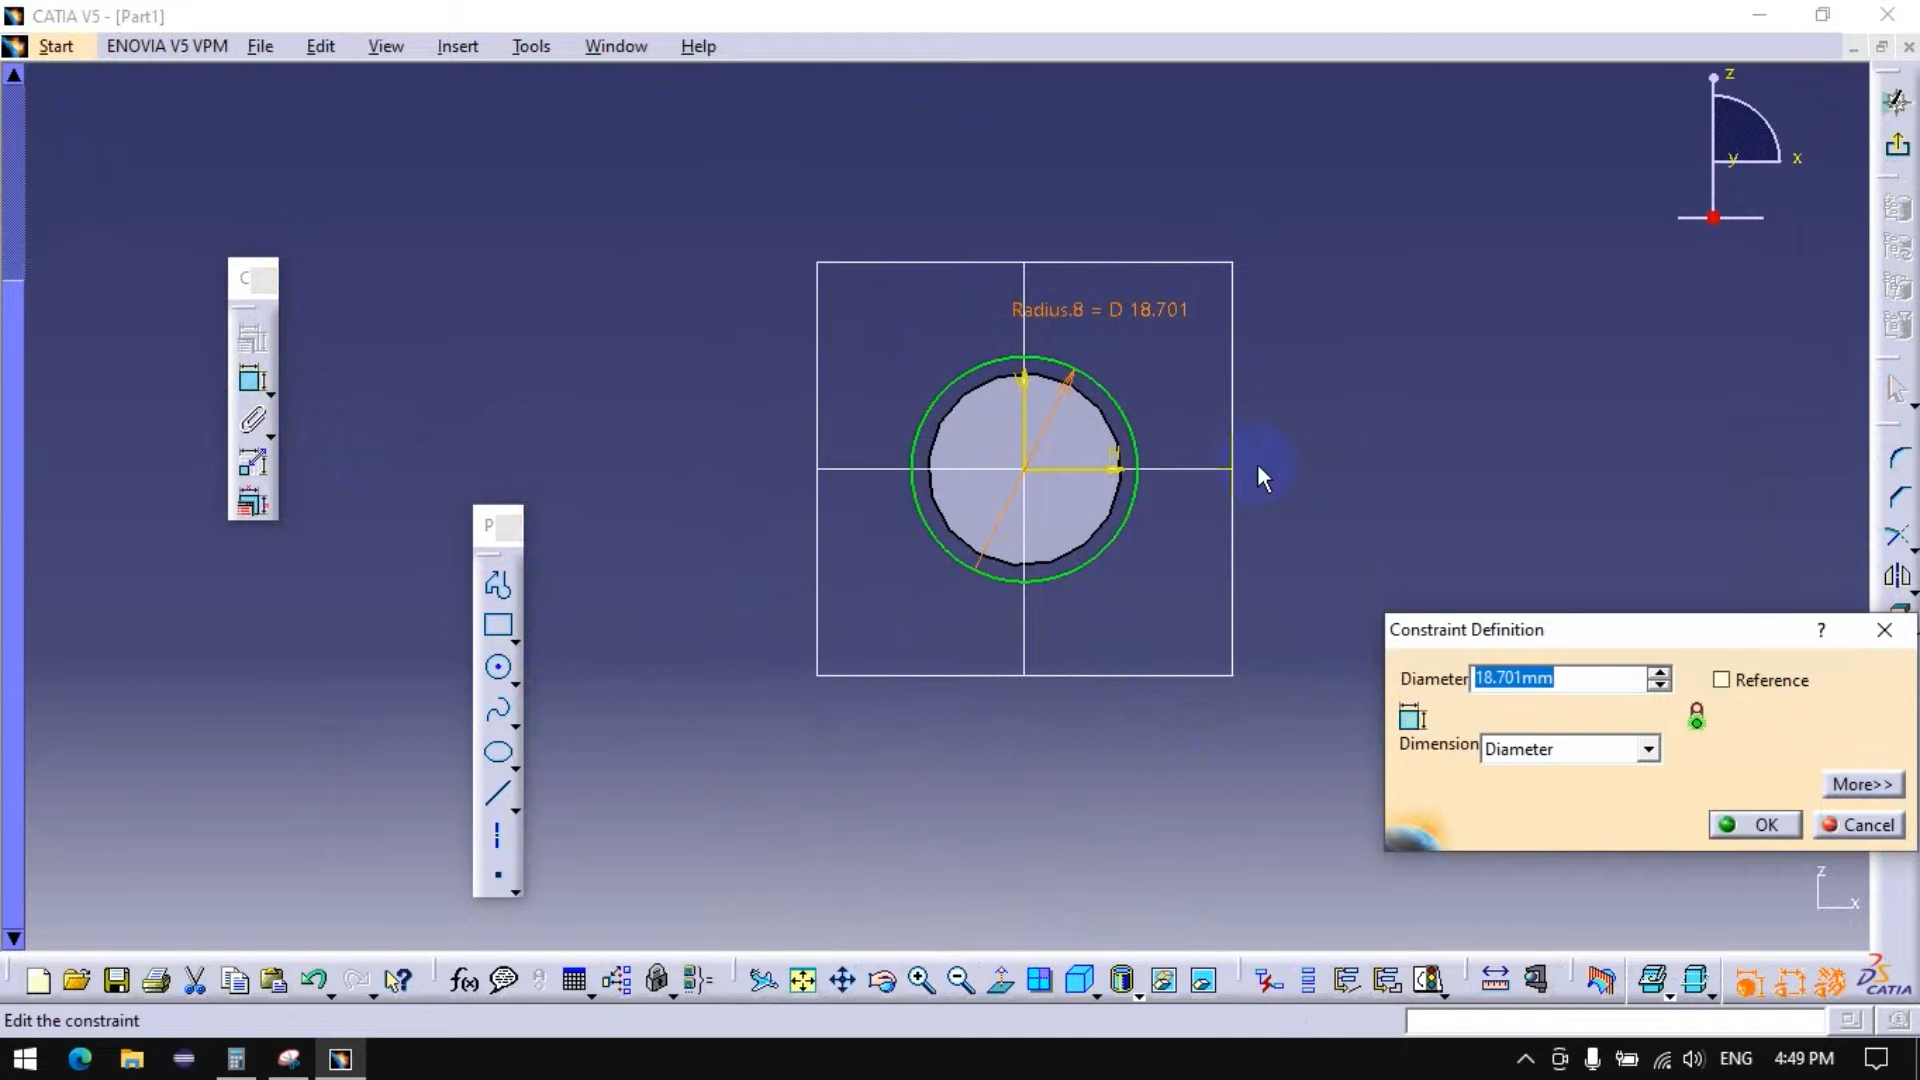 CATIA V5 - [Part1]
Start ENOVIA V5 VPM File Edit View Insert Tools Window Help
z
y x
C
Radius.8 = D 18.701
H
P
Constraint Definition ?
Diameter 18.701mm Reference
Dimension Diameter
More>>
OK Cancel
z
x
f(x)
CATIA
Edit the constraint
ENG 4:49 PM